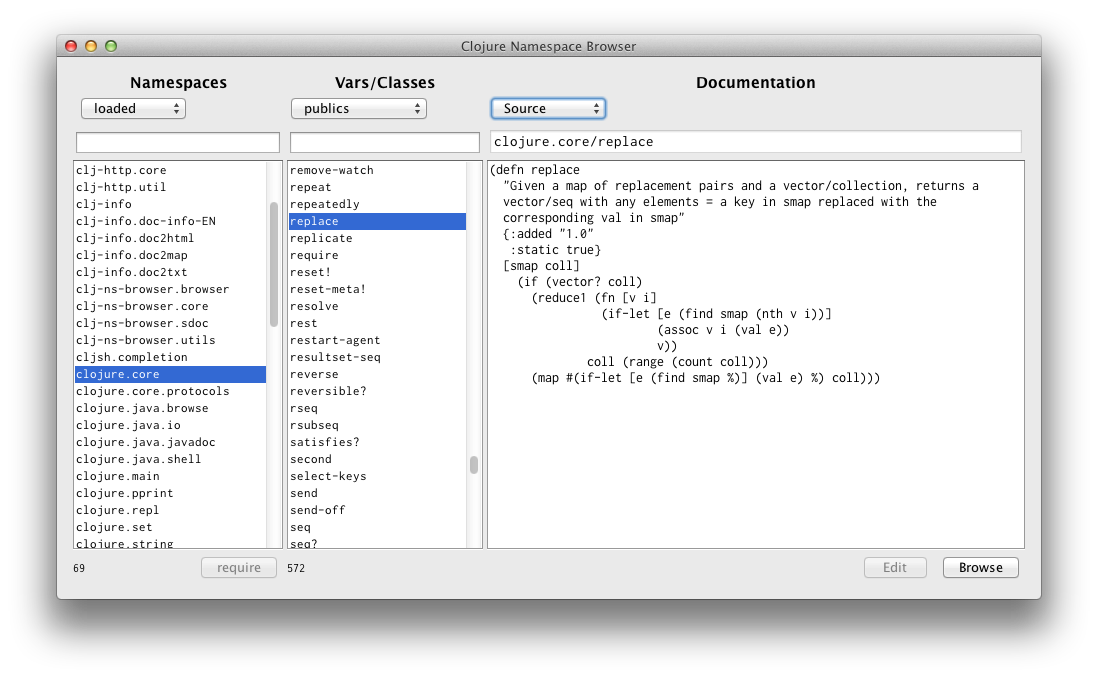 Clojure Namespace Browser
Namespaces
Vars/Classes
Documentation
loaded
publics
Source
clojure.core/replace
clj-http.core
clj-http.util
clj-info
clj-info.doc-info-EN
clj-info.doc2html
clj-info.doc2map
clj-info.doc2txt
clj-ns-browser.browser
clj-ns-browser.core
clj-ns-browser.sdoc
clj-ns-browser.utils
cljsh.completion
clojure.core
clojure.core.protocols
clojure.java.browse
clojure.java.io
clojure.java.javadoc
clojure.java.shell
clojure.main
clojure.pprint
clojure.repl
clojure.set
clojure.string
remove-watch
repeat
repeatedly
replace
replicate
require
reset!
reset-meta!
resolve
rest
restart-agent
resultset-seq
reverse
reversible?
rseq
rsubseq
satisfies?
second
select-keys
send
send-off
seq
seq?
(defn replace
  "Given a map of replacement pairs and a vector/collection, returns a
  vector/seq with any elements = a key in smap replaced with the
  corresponding val in smap"
  {:added "1.0"
   :static true}
  [smap coll]
    (if (vector? coll)
      (reduce1 (fn [v i]
                (if-let [e (find smap (nth v i))]
                        (assoc v i (val e))
                        v))
              coll (range (count coll)))
      (map #(if-let [e (find smap %)] (val e) %) coll)))
69
require
572
Edit
Browse